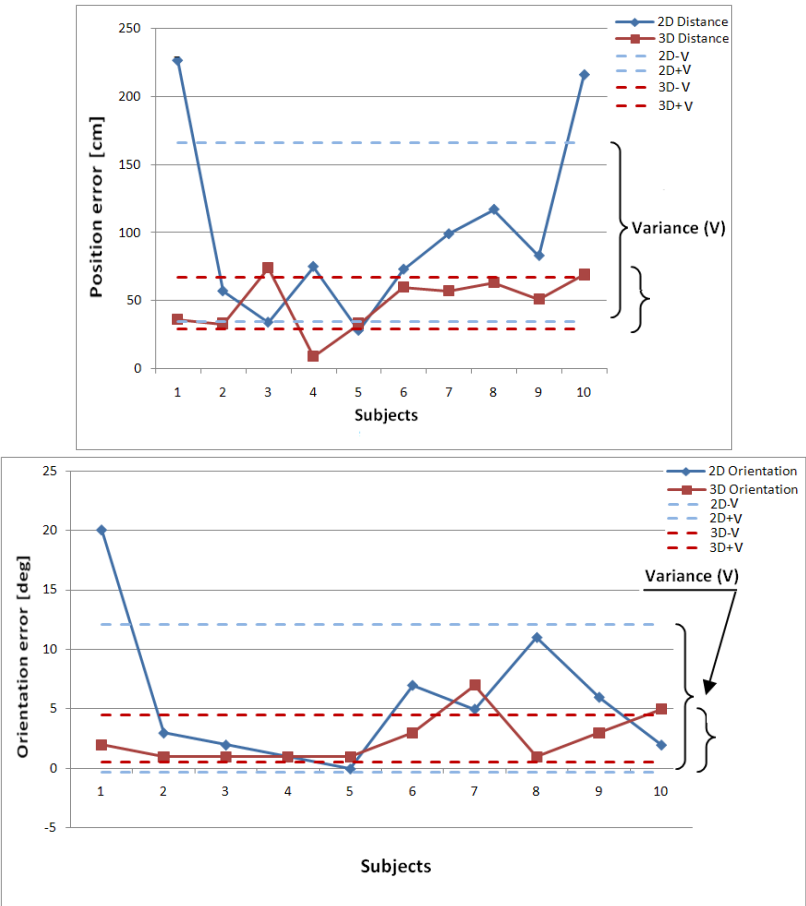 250
200
150
100
50
0
Position error [cm]
1 2 3 4 5 6 7 8 9 10
Subjects
2D Distance
3D Distance
2D-V
2D+V
3D-V
3D+V
Variance (V)
25
20
15
10
5
0
-5
Orientation error [deg]
1 2 3 4 5 6 7 8 9 10
Subjects
2D Orientation
3D Orientation
2D-V
2D+V
3D-V
3D+V
Variance (V)